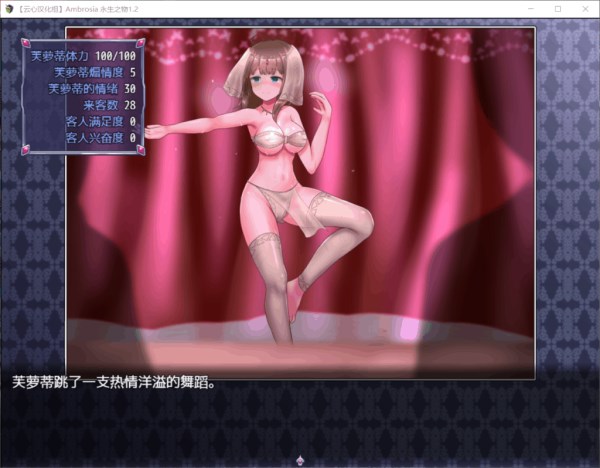 【云心汉化组】Ambrosia 永生之物1.2
芙萝蒂体力 100/100
芙萝蒂煽情度 5
芙萝蒂的情绪 30
来客数 28
客人满足度 0
客人兴奋度 0
芙萝蒂跳了一支热情洋溢的舞蹈。